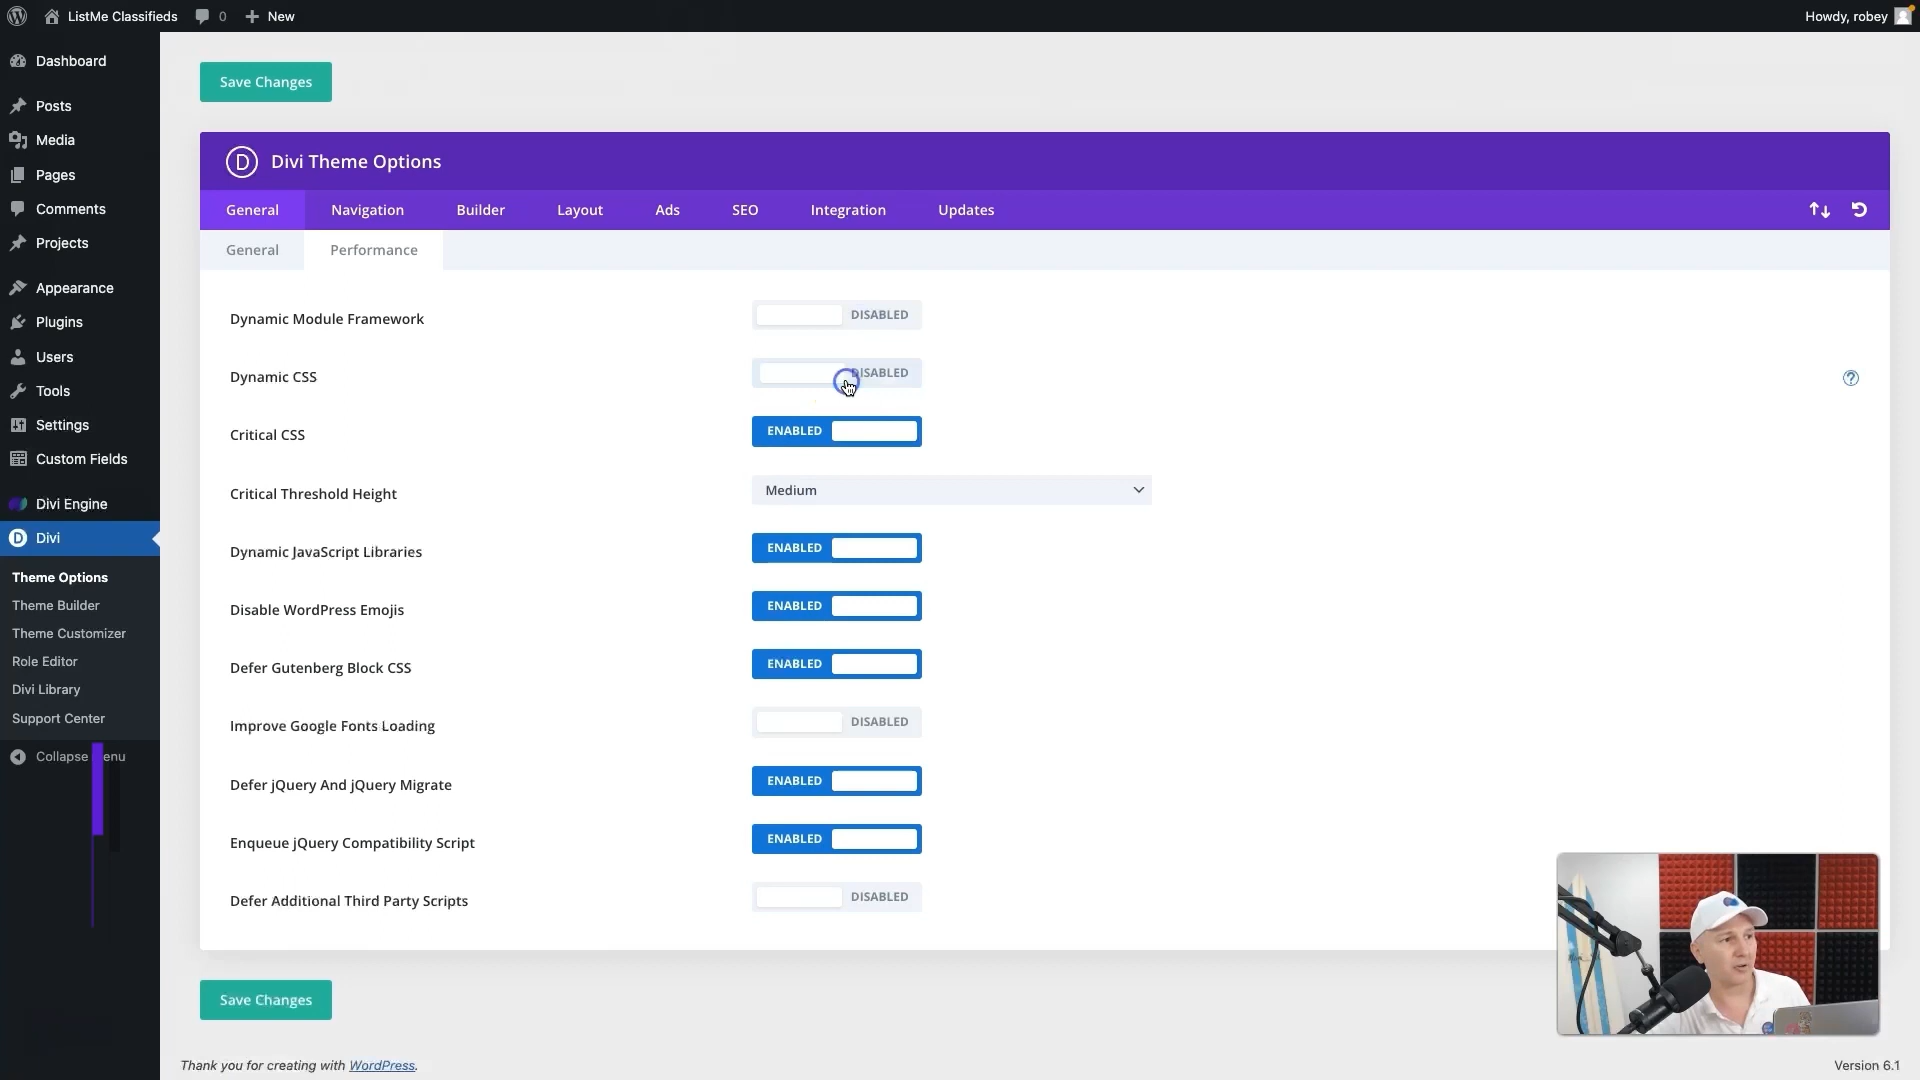 ListMe Classifieds
0
New
Howdy, robey
Dashboard
Posts
Media
Pages
Comments
Projects
Appearance
Plugins
Users
Tools
Settings
Custom Fields
Divi Engine
D Divi
Theme Options
Theme Builder
Theme Customizer
Role Editor
Divi Library
Support Center
Collapse enu
Save Changes
D Divi Theme Options
General Navigation Builder Layout Ads SEO Integration Updates
General Performance
Dynamic Module Framework DISABLED
Dynamic CSS DISABLED
Critical CSS ENABLED
Critical Threshold Height Medium
Dynamic JavaScript Libraries ENABLED
Disable WordPress Emojis ENABLED
Defer Gutenberg Block CSS ENABLED
Improve Google Fonts Loading DISABLED
Defer jQuery And jQuery Migrate ENABLED
Enqueue jQuery Compatibility Script ENABLED
Defer Additional Third Party Scripts DISABLED
Save Changes
Thank you for creating with WordPress.
Version 6.1